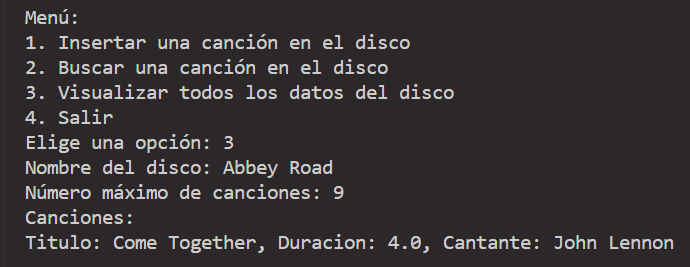 Menú:
1. Insertar una canción en el disco
2. Buscar una canción en el disco
3. Visualizar todos los datos del disco
4. Salir
Elige una opción: 3
Nombre del disco: Abbey Road
Número máximo de canciones: 9
Canciones:
Titulo: Come Together, Duracion: 4.0, Cantante: John Lennon